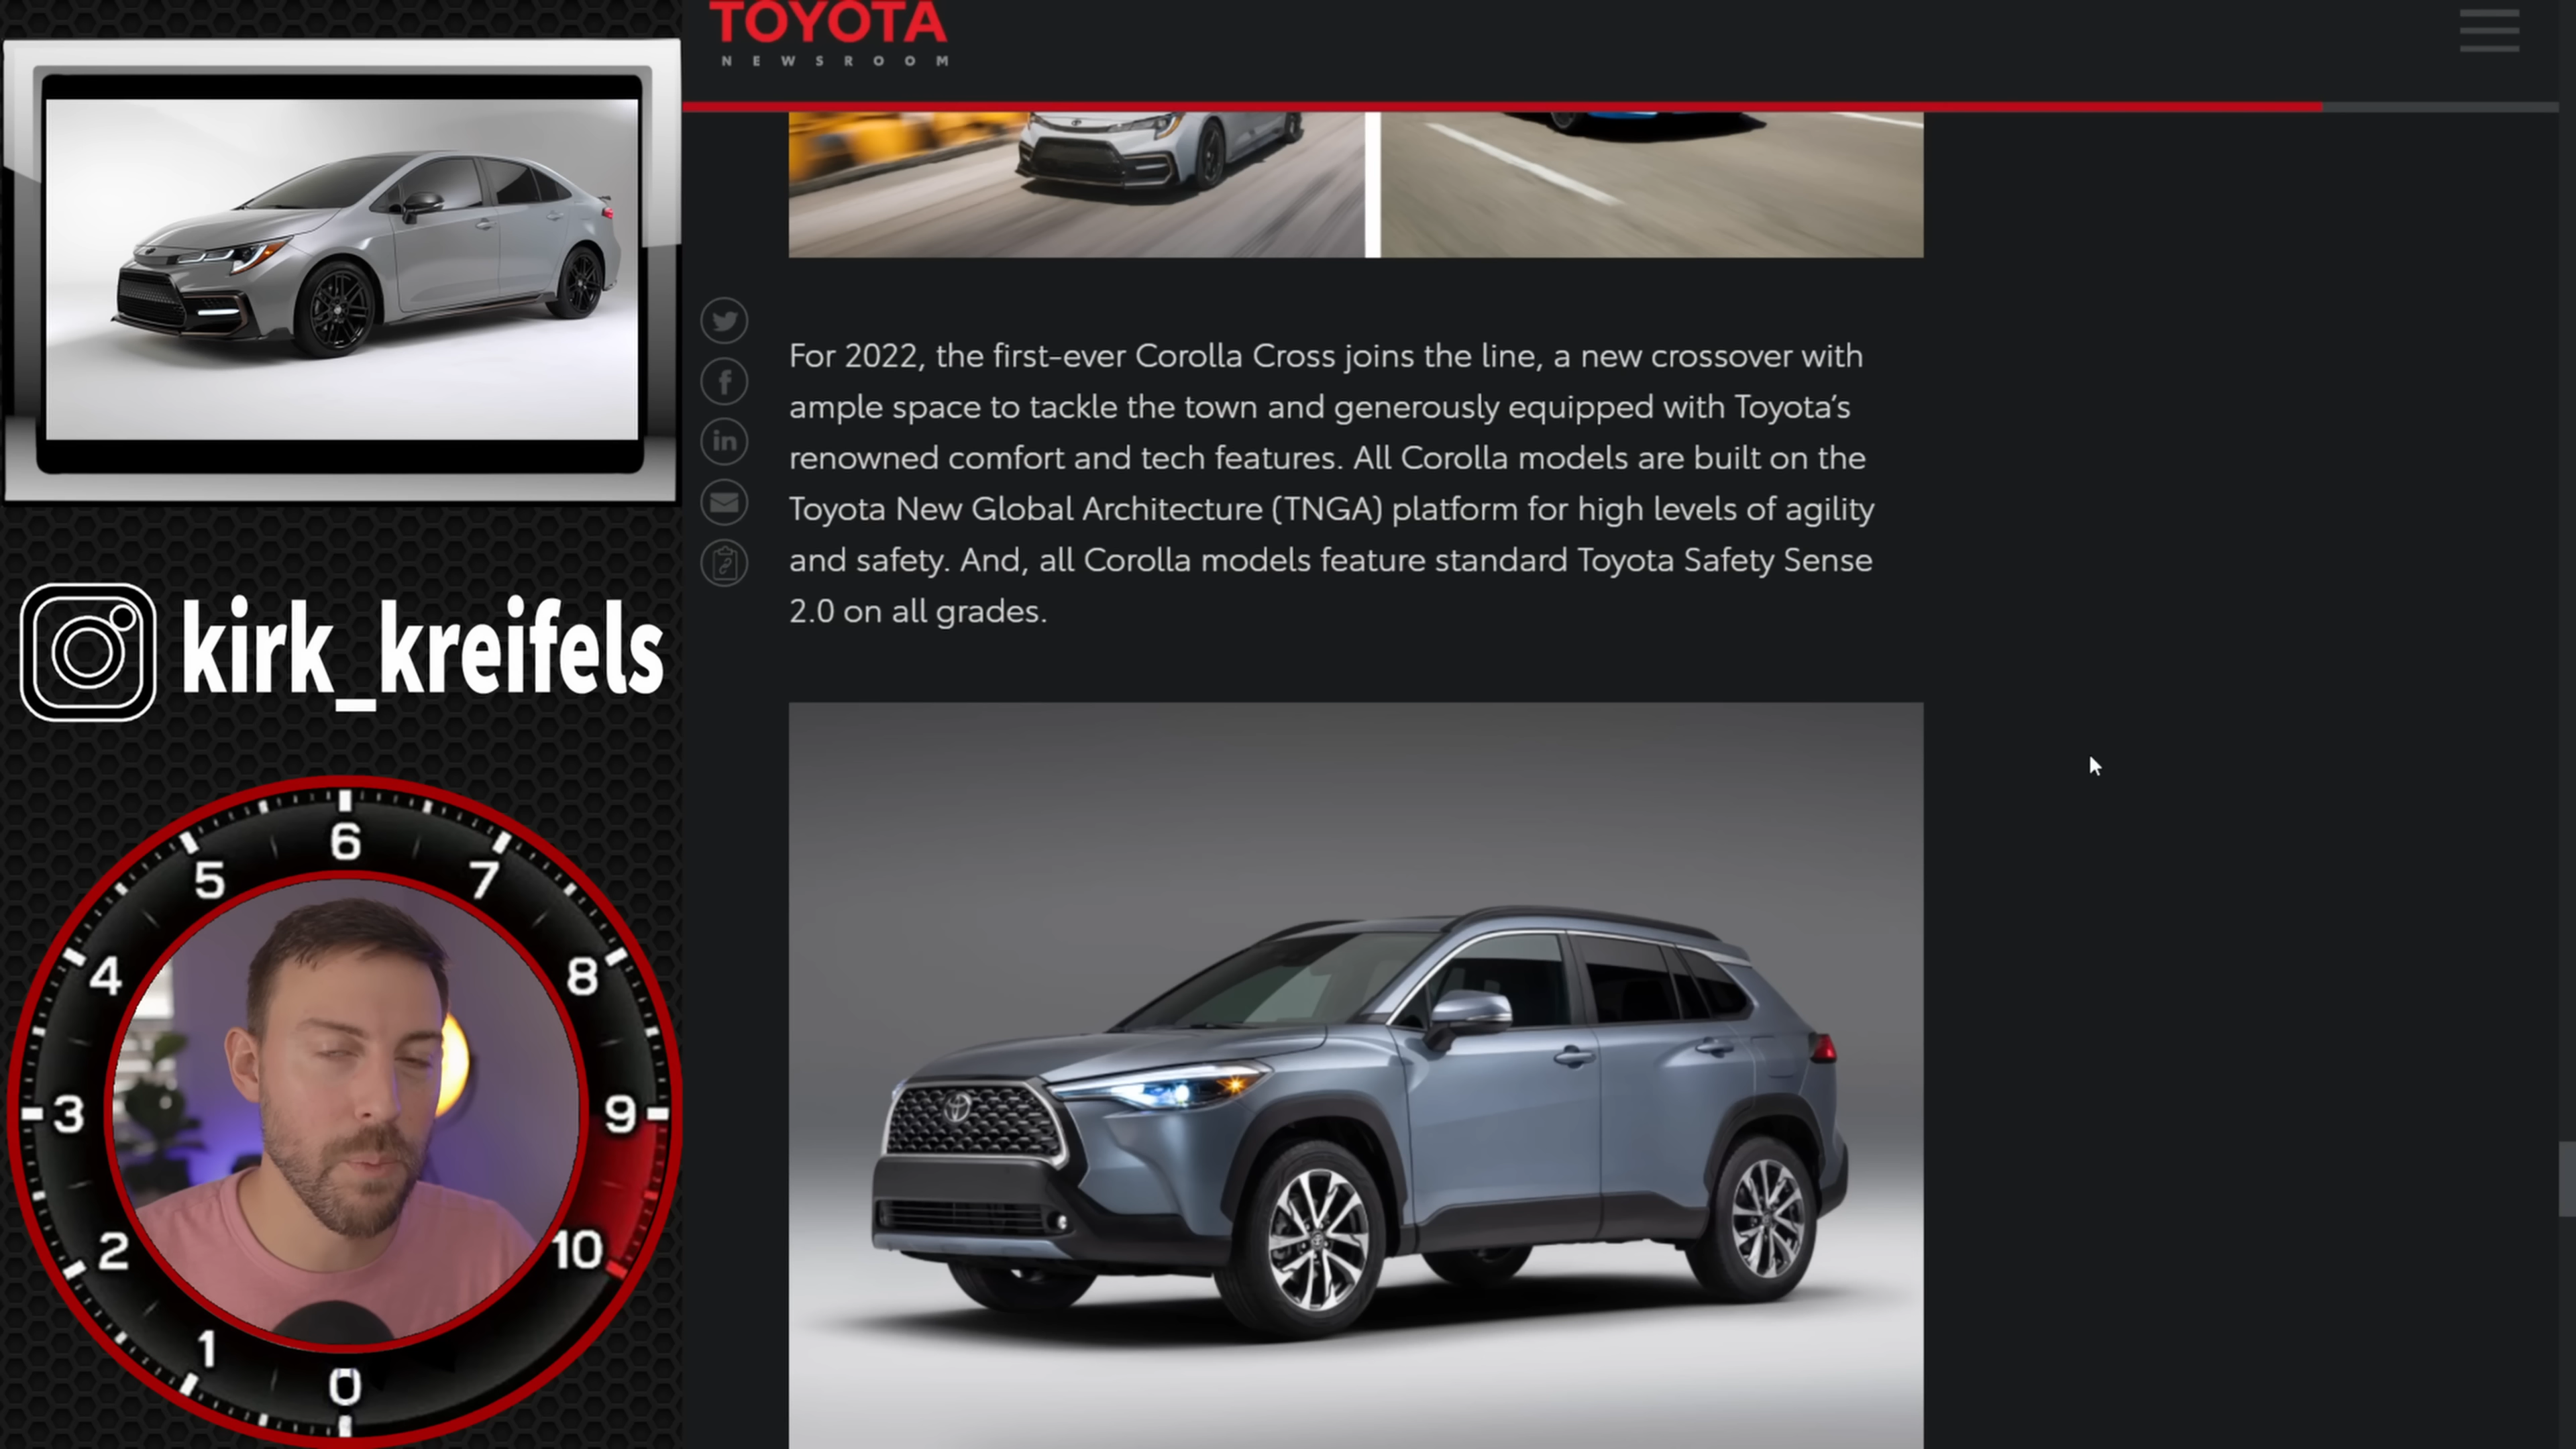 TOYOTA
NEWSROOM
For 2022, the first-ever Corolla Cross joins the line, a new crossover with
ample space to tackle the town and generously equipped with Toyota’s
renowned comfort and tech features. All Corolla models are built on the
Toyota New Global Architecture (TNGA) platform for high levels of agility
and safety. And, all Corolla models feature standard Toyota Safety Sense
2.0 on all grades.
f
in
kirk_kreifels
0
1
2
3
4
5
6
7
8
9
10